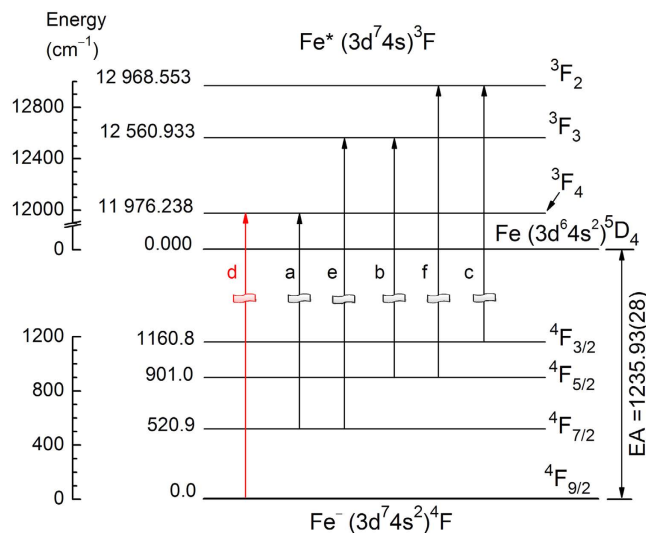 Energy
(cm⁻¹)
Fe* (3d⁷4s)³F
12 968.553
³F₂
12800
12 560.933
³F₃
12400
³F₄
12000
11 976.238
0
0.000
Fe (3d⁶4s²)⁵D₄
d
a
e
b
f
c
1200
1160.8
⁴F₃/₂
901.0
⁴F₅/₂
800
520.9
⁴F₇/₂
400
EA =1235.93(28)
0
0.0
⁴F₉/₂
Fe⁻ (3d⁷4s²)⁴F